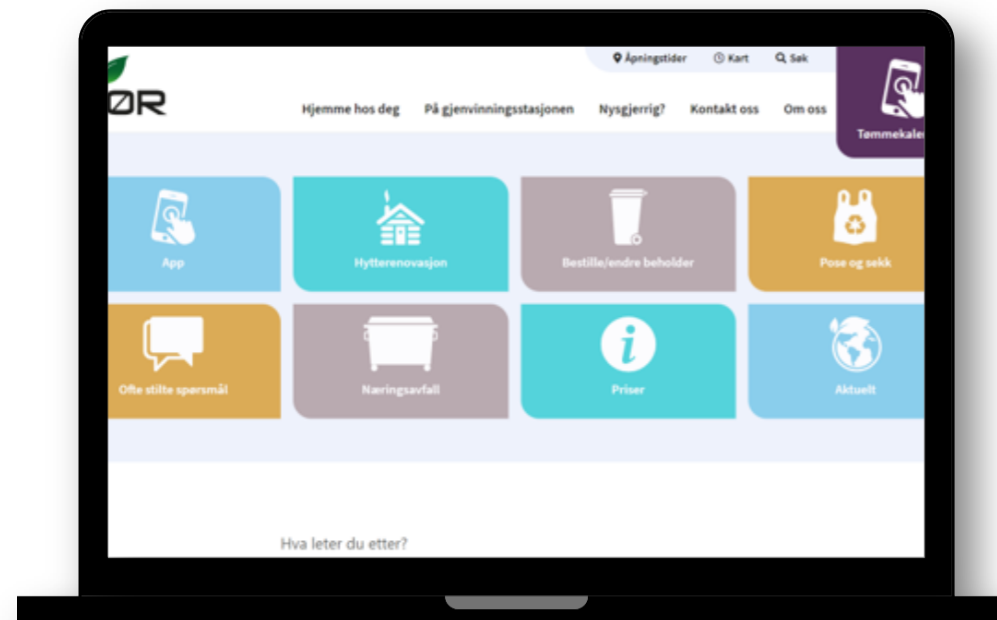 Åpningstider Kart Søk
ØR
Hjemme hos deg På gjenvinningsstasjonen Nysgjerrig? Kontakt oss Om oss
Tømmekale
App Hytterenovasjon Bestille/endre beholder Pose og sekk
Ofte stilte spørsmål Næringsavfall Priser Aktuelt
Hva leter du etter?